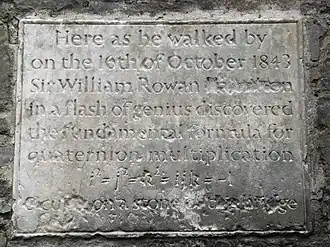 Here as he walked by
on the 16th of October 1843
Sir William Rowan Hamilton
in a flash of genius discovered
the fundamental formula for
quaternion multiplication
i² = j² = k² = ijk = −1
& cut it on a stone of this bridge